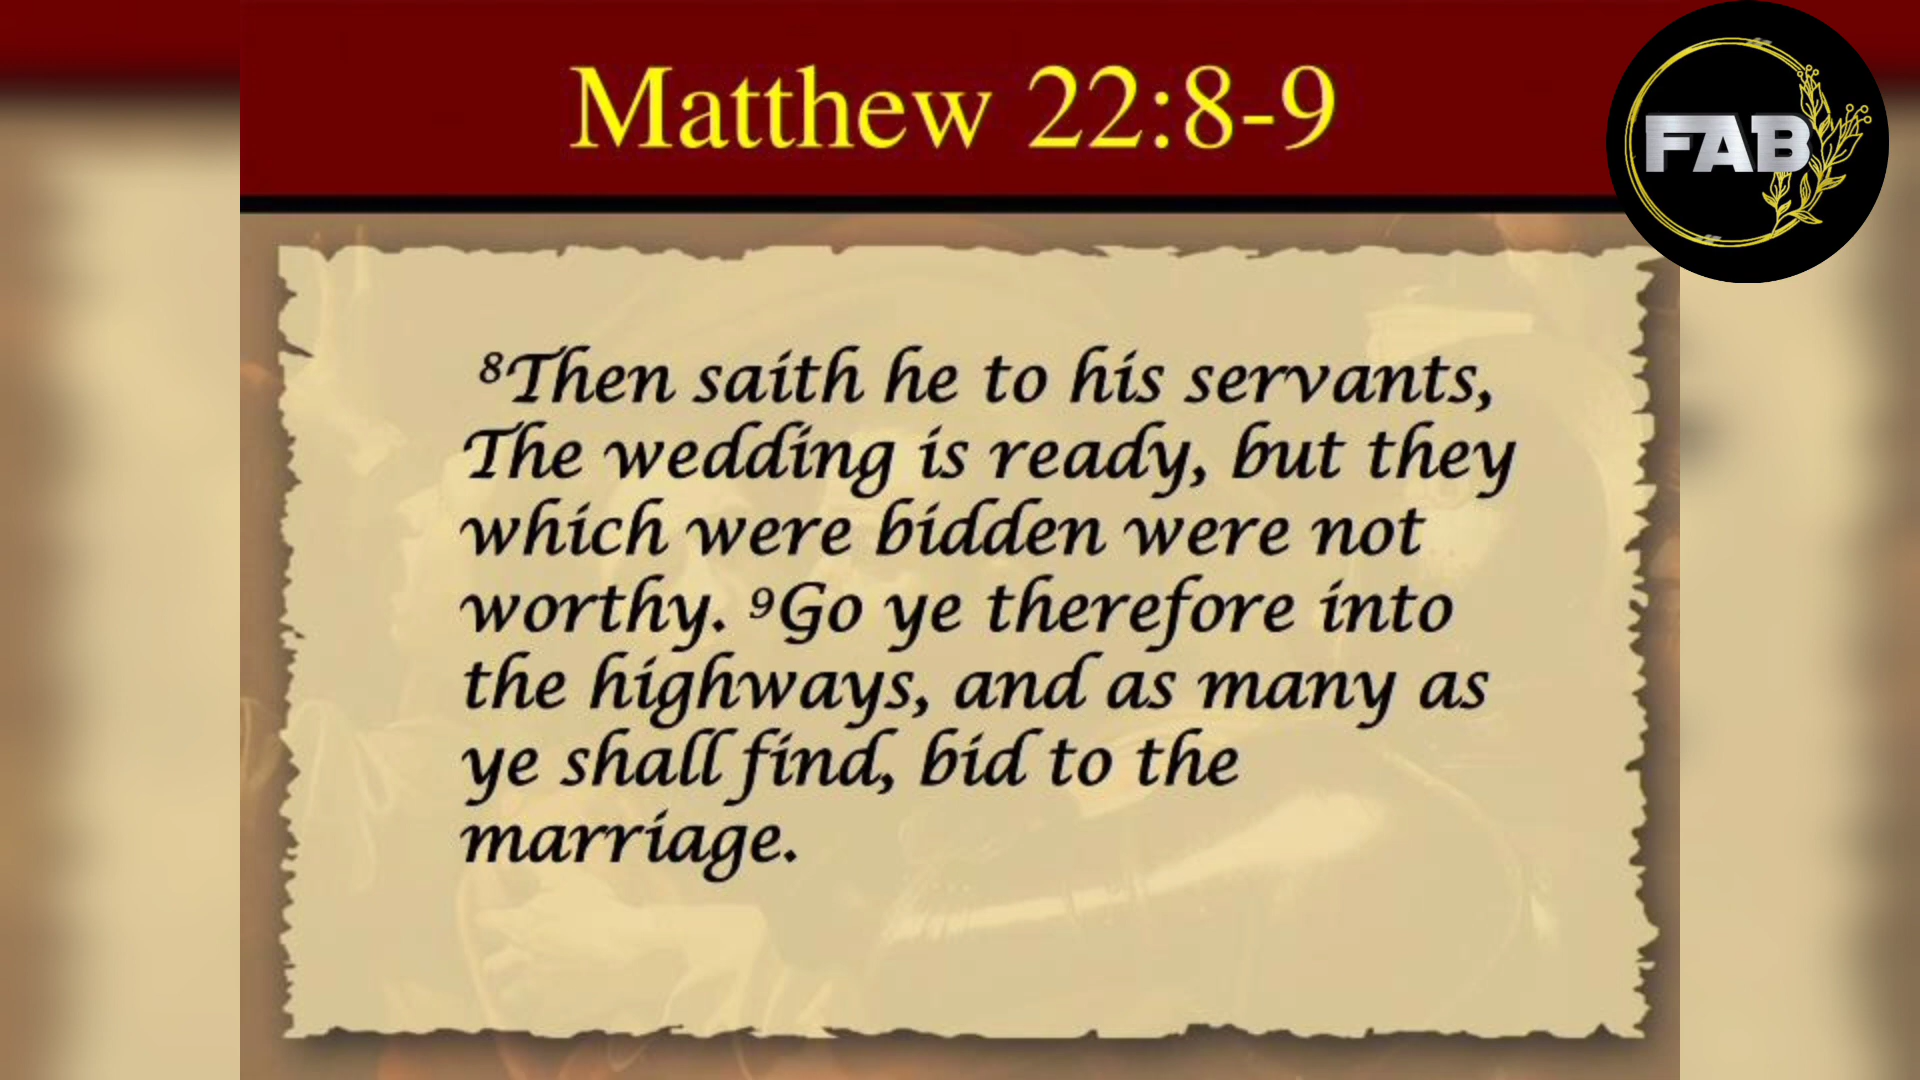 Matthew 22:8-9
FAB
⁸Then saith he to his servants,
The wedding is ready, but they
which were bidden were not
worthy. ⁹Go ye therefore into
the highways, and as many as
ye shall find, bid to the
marriage.